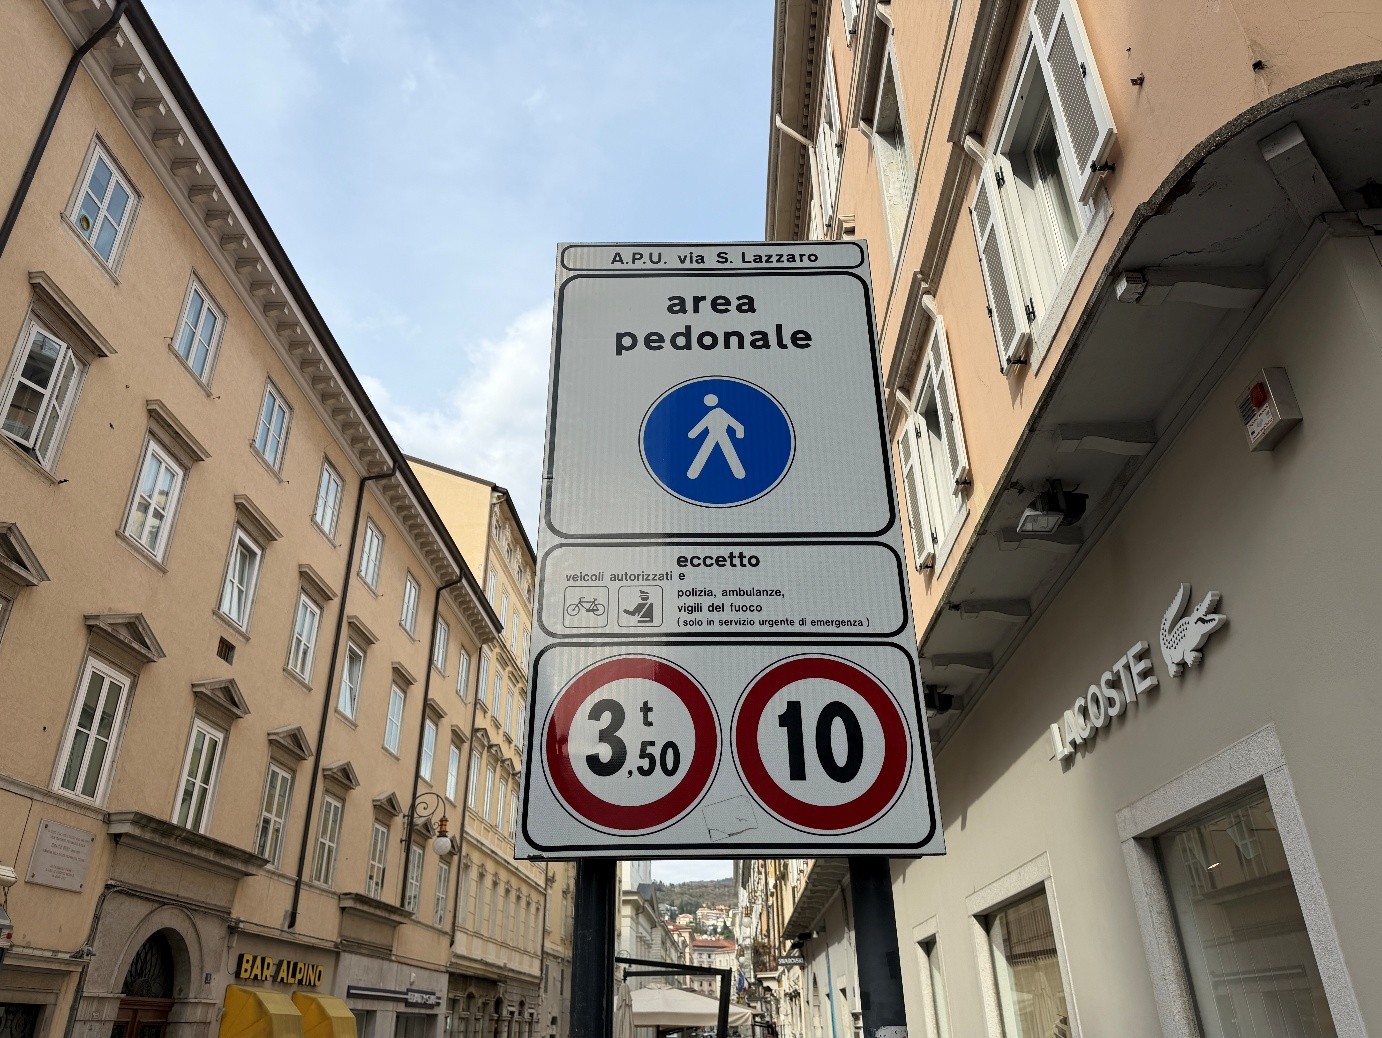 A.P.U. via S. Lazzaro
area
pedonale
eccetto
veicoli autorizzati e
polizia, ambulanze,
vigili del fuoco
( solo in servizio urgente di emergenza )
3,50 t
10
LACOSTE
BAR ALPINO